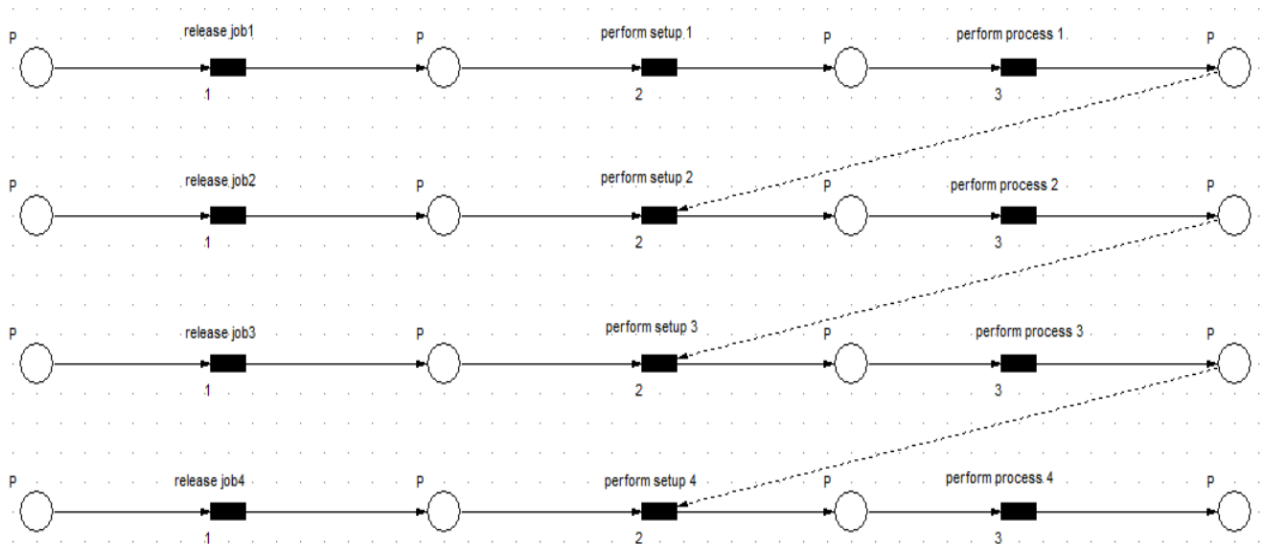 P release job1 P perform setup 1 P perform process 1 P
1 2 3
P release job2 P perform setup 2 P perform process 2 P
1 2 3
P release job3 P perform setup 3 P perform process 3 P
1 2 3
P release job4 P perform setup 4 P perform process 4 P
1 2 3